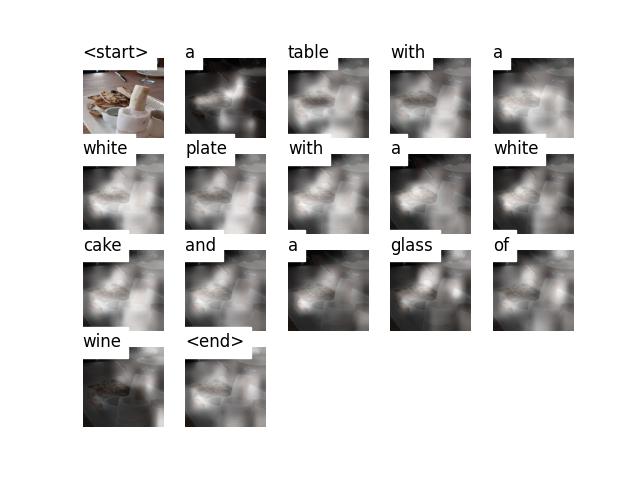 <start> a table with a
white plate with a white
cake and a glass of
wine <end>